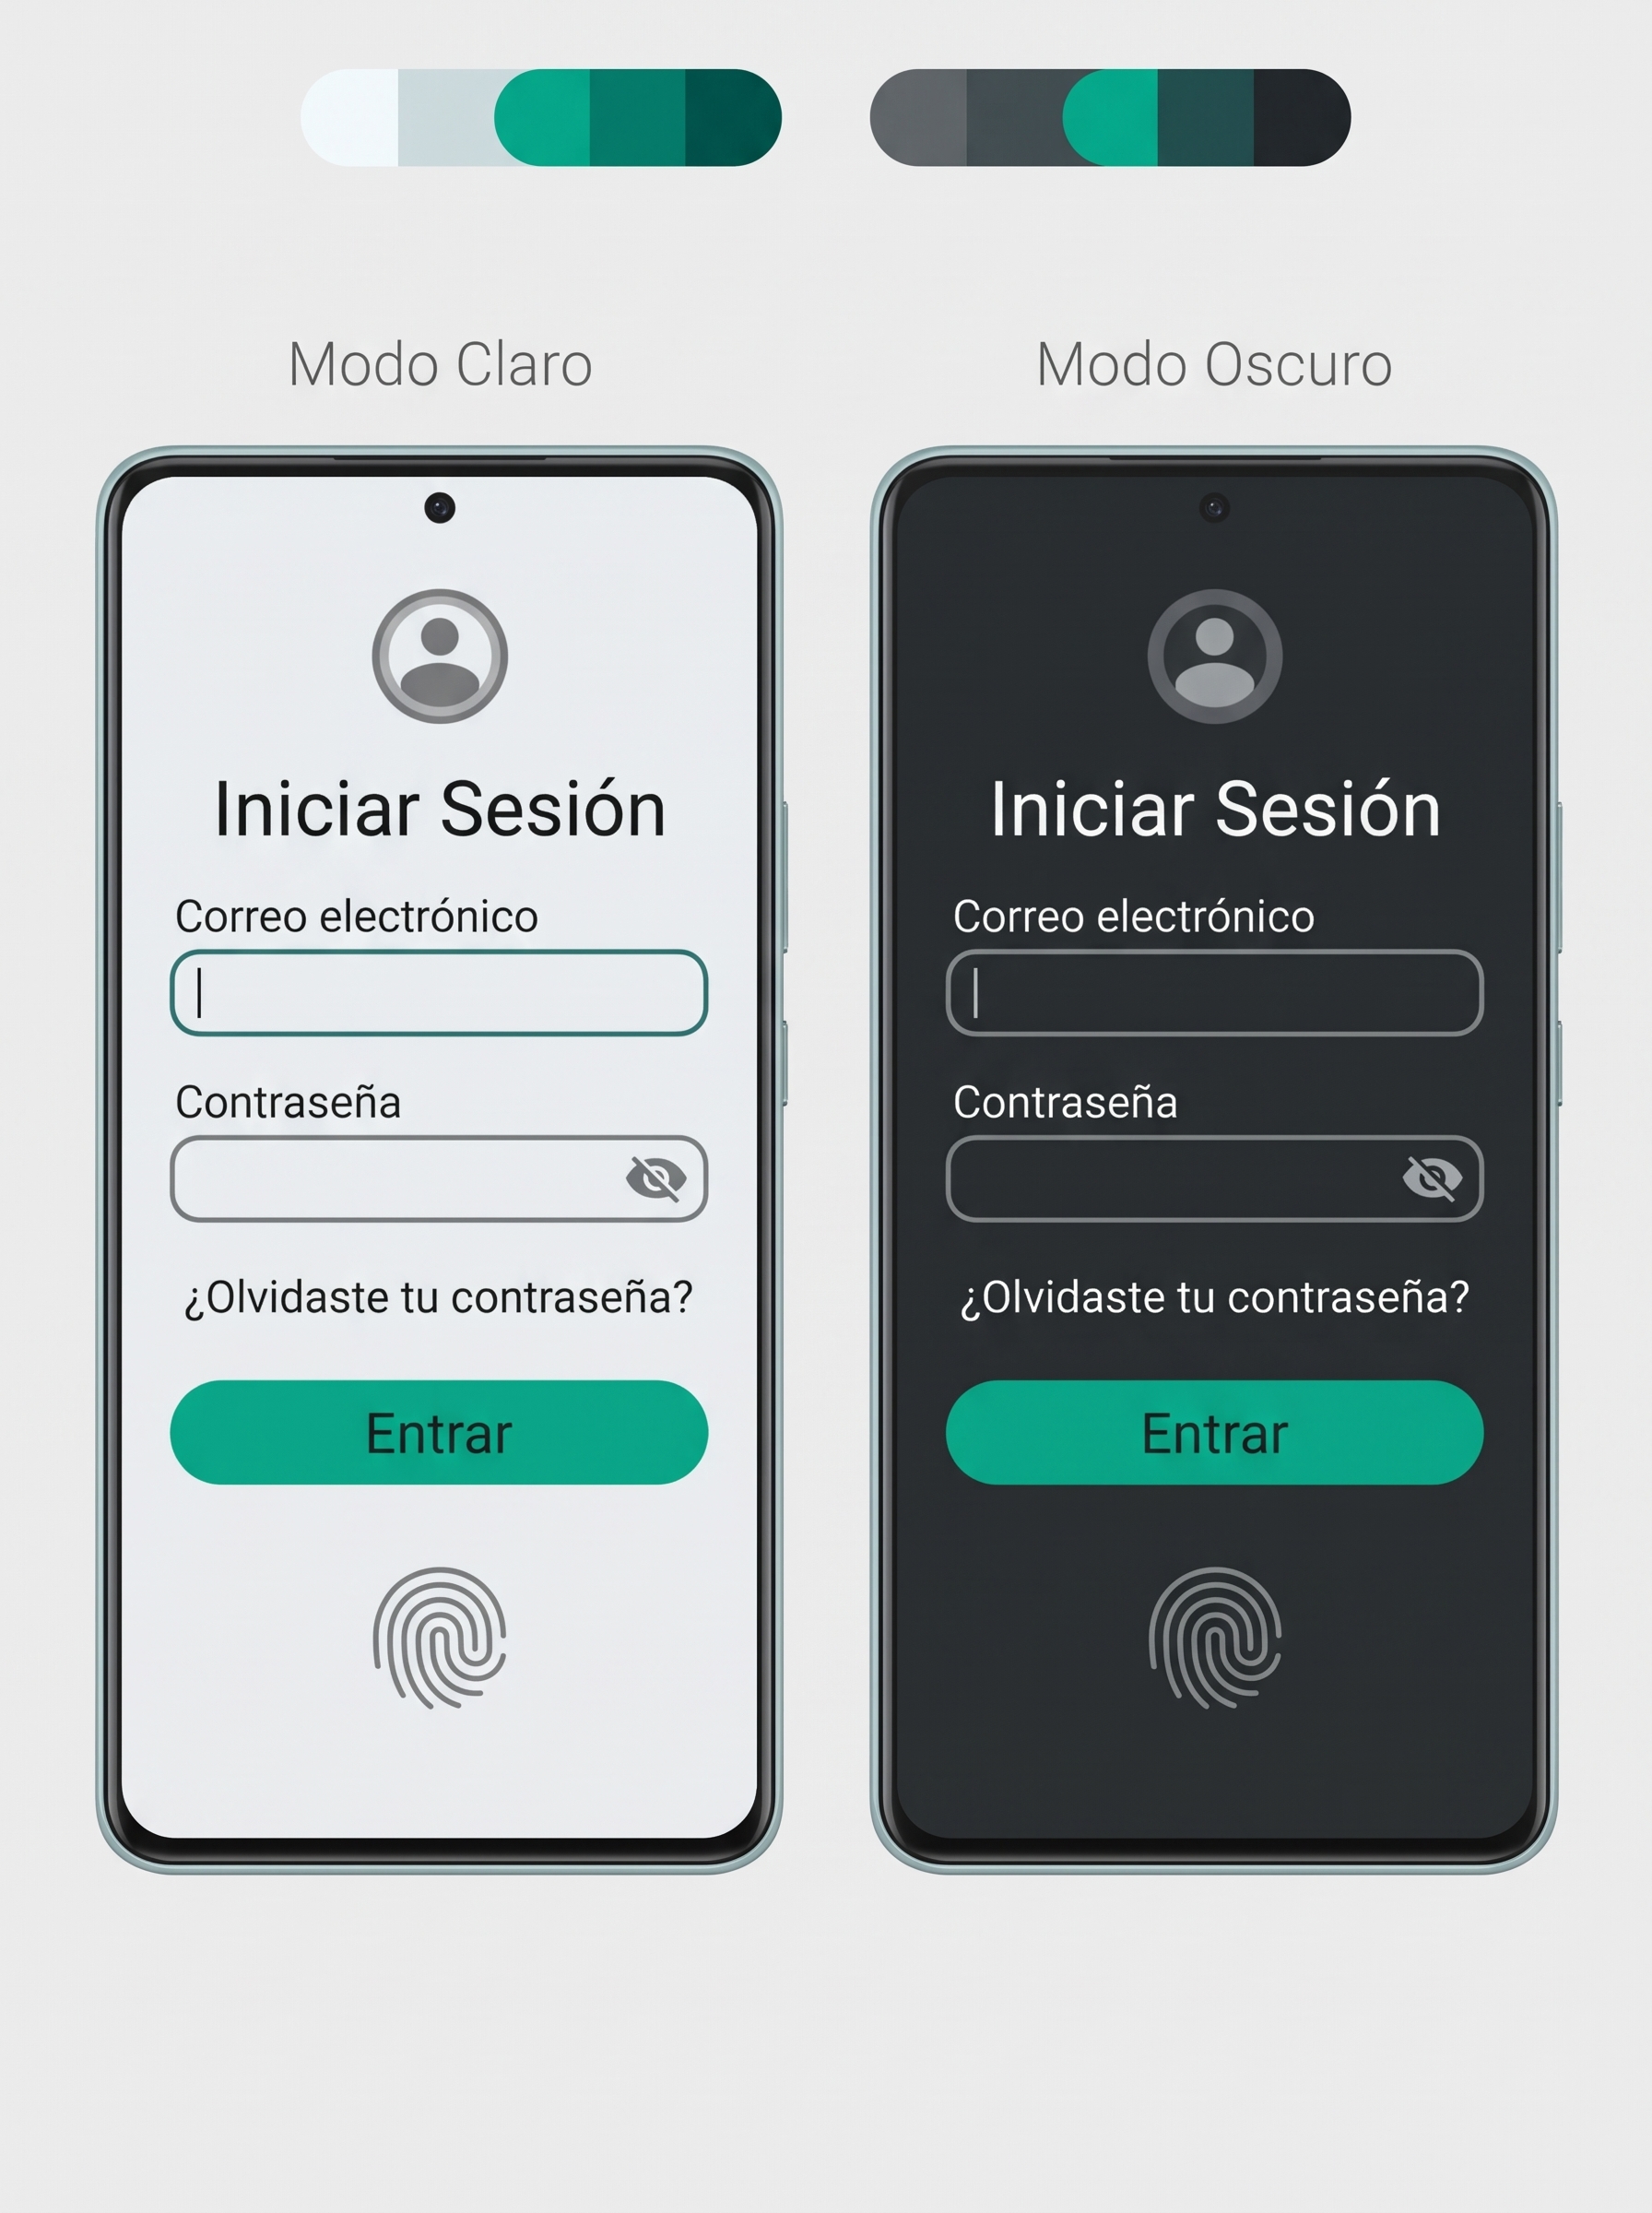 Modo Claro
Iniciar Sesión
Correo electrónico
Contraseña
¿Olvidaste tu contraseña?
Entrar
Modo Oscuro
Iniciar Sesión
Correo electrónico
Contraseña
¿Olvidaste tu contraseña?
Entrar